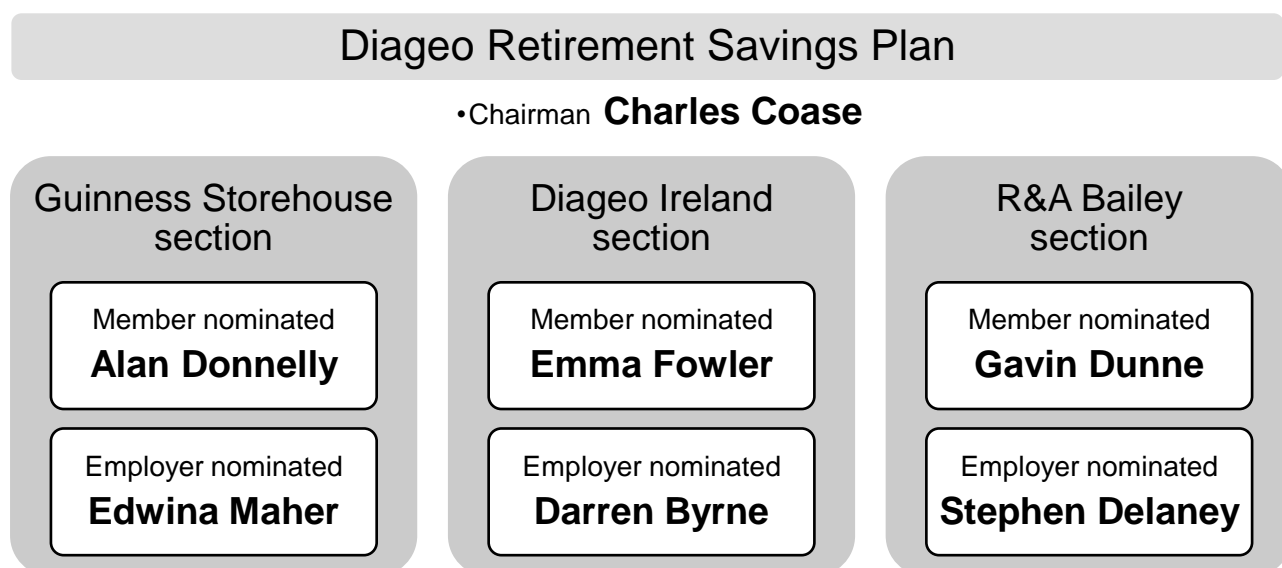 Diageo Retirement Savings Plan
•Chairman Charles Coase
Guinness Storehouse
section
Member nominated
Alan Donnelly
Employer nominated
Edwina Maher
Diageo Ireland
section
Member nominated
Emma Fowler
Employer nominated
Darren Byrne
R&A Bailey
section
Member nominated
Gavin Dunne
Employer nominated
Stephen Delaney